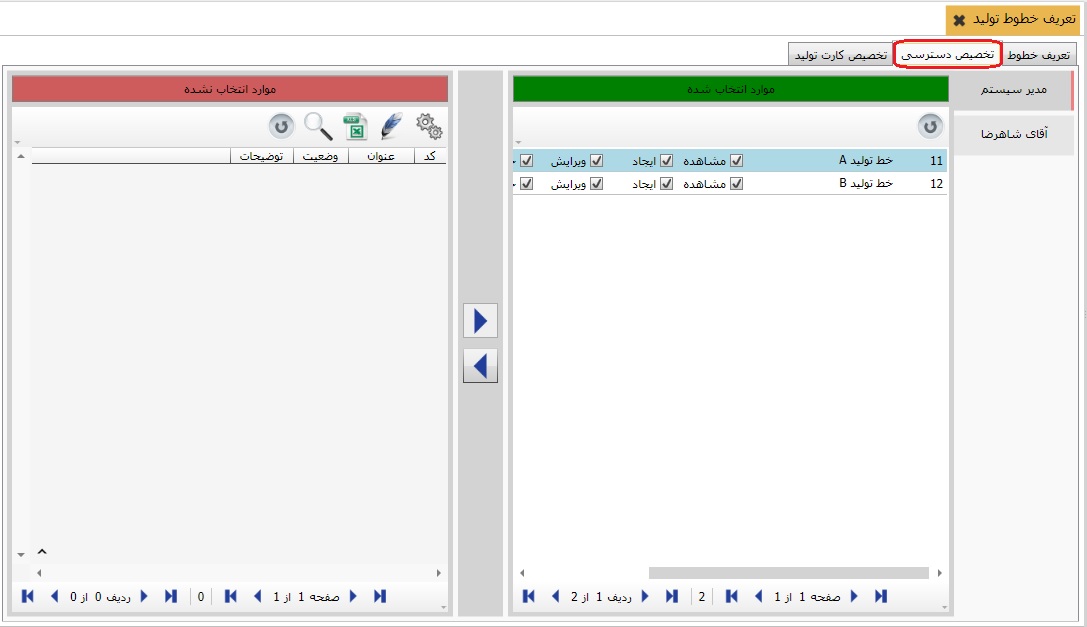 تعریف خطوط تولید
تعریف خطوط
تخصیص دسترسی
تخصیص کارت تولید
مدیر سیستم
آقای شاهرضا
موارد انتخاب شده
11 خط تولید A مشاهده ایجاد ویرایش
12 خط تولید B مشاهده ایجاد ویرایش
صفحه 1 از 1 2 ردیف 1 از 2
موارد انتخاب نشده
کد عنوان وضعیت توضیحات
صفحه 1 از 1 0 ردیف 0 از 0